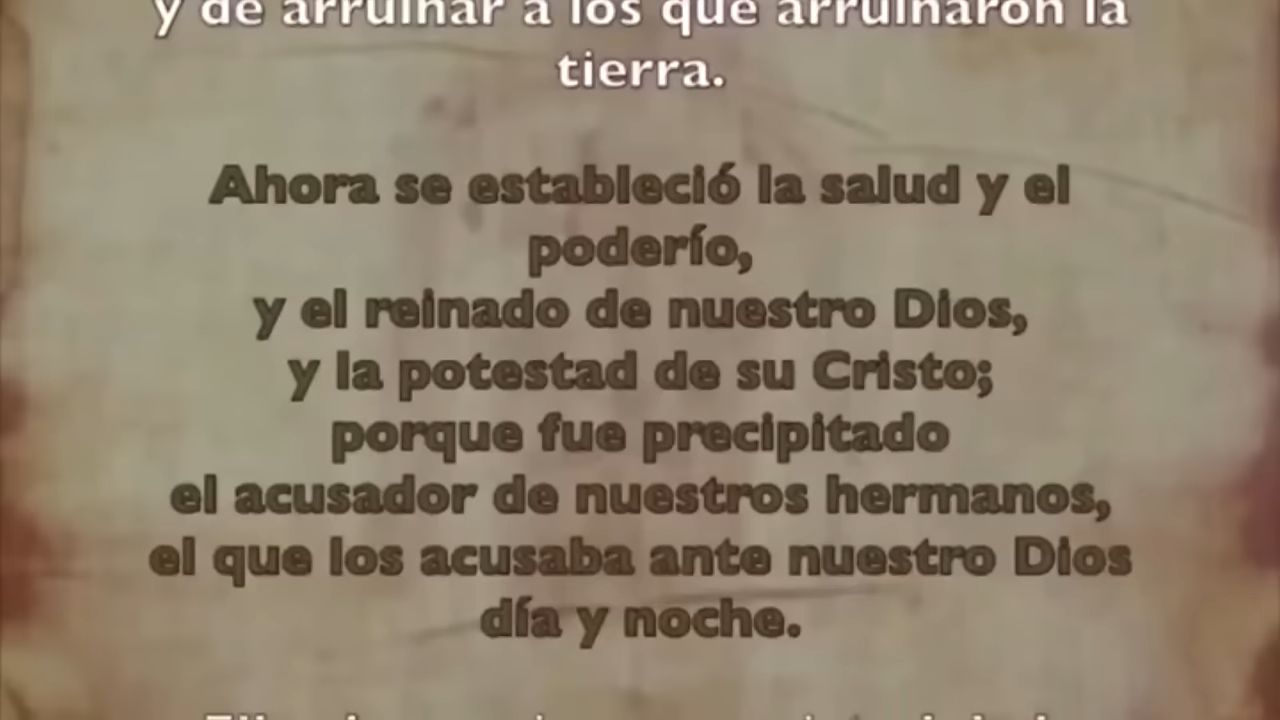 y de arruinar a los que arruinaron la
tierra.
Ahora se estableció la salud y el
poderío,
y el reinado de nuestro Dios,
y la potestad de su Cristo;
porque fue precipitado
el acusador de nuestros hermanos,
el que los acusaba ante nuestro Dios
día y noche.